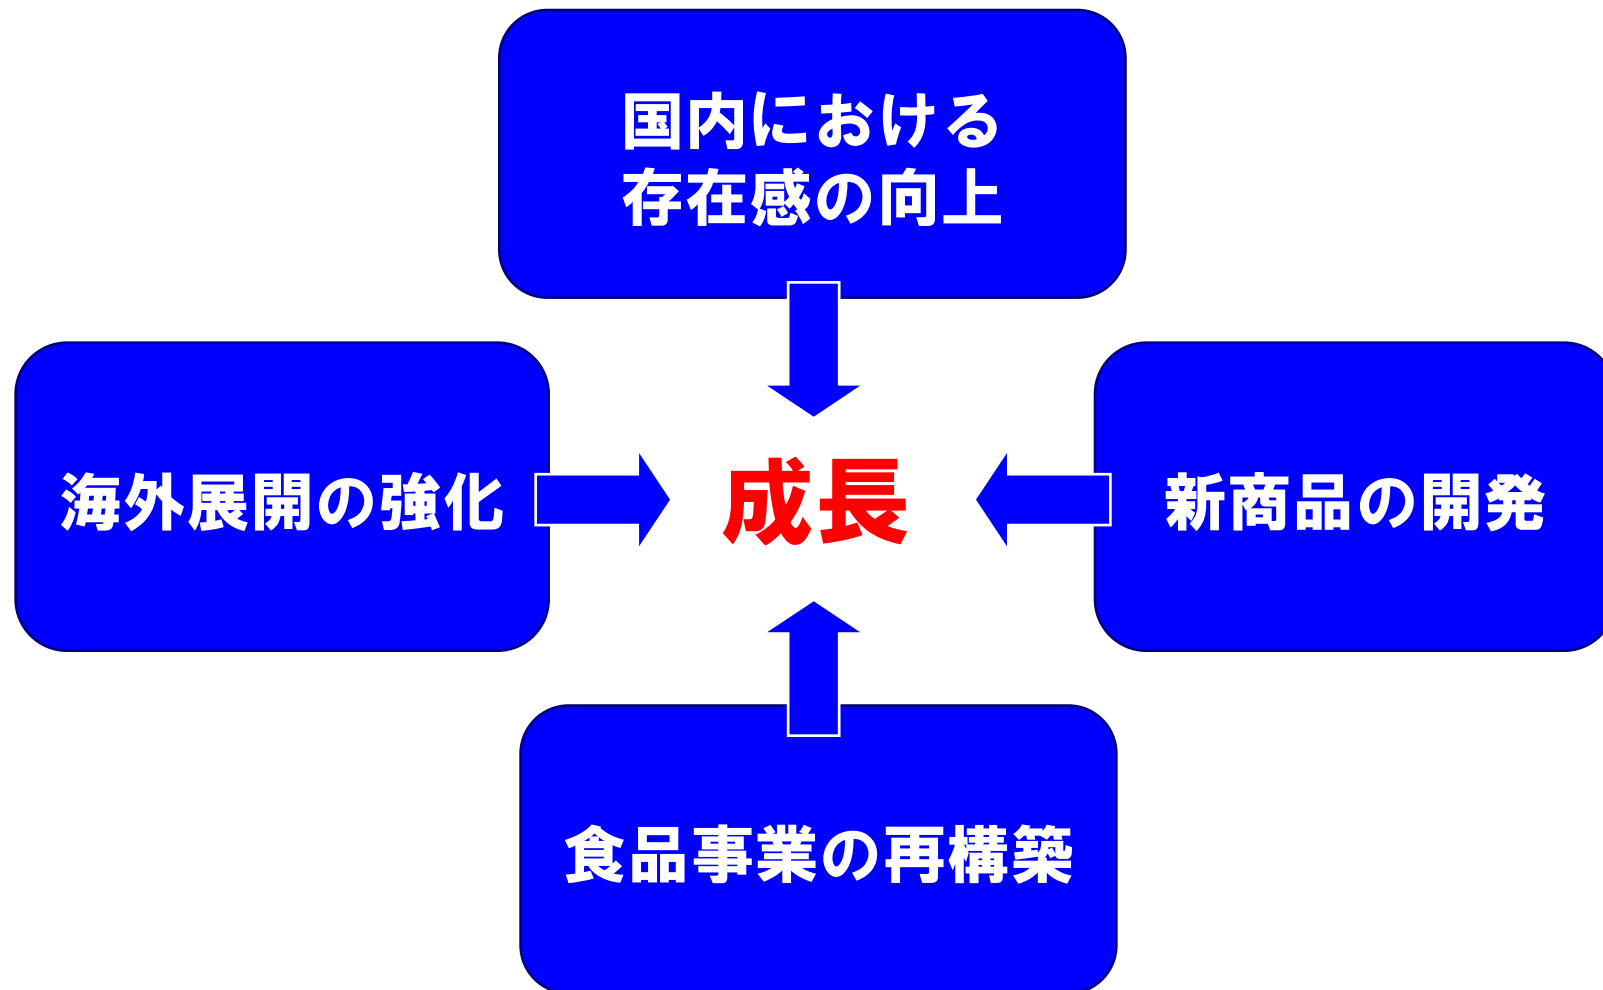 国内における
存在感の向上
海外展開の強化
成長
新商品の開発
食品事業の再構築